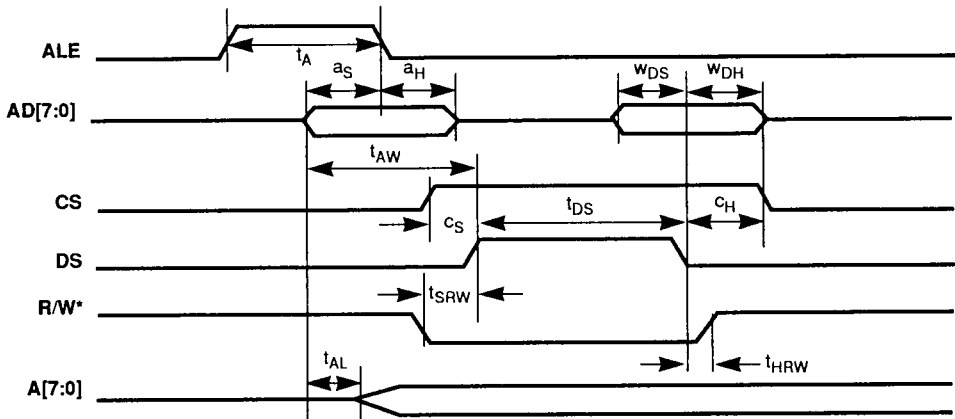 ALE
t_A
a_S a_H w_DS w_DH
AD[7:0]
t_AW
CS
c_S t_DS c_H
DS
t_SRW
R/W*
t_AL t_HRW
A[7:0]